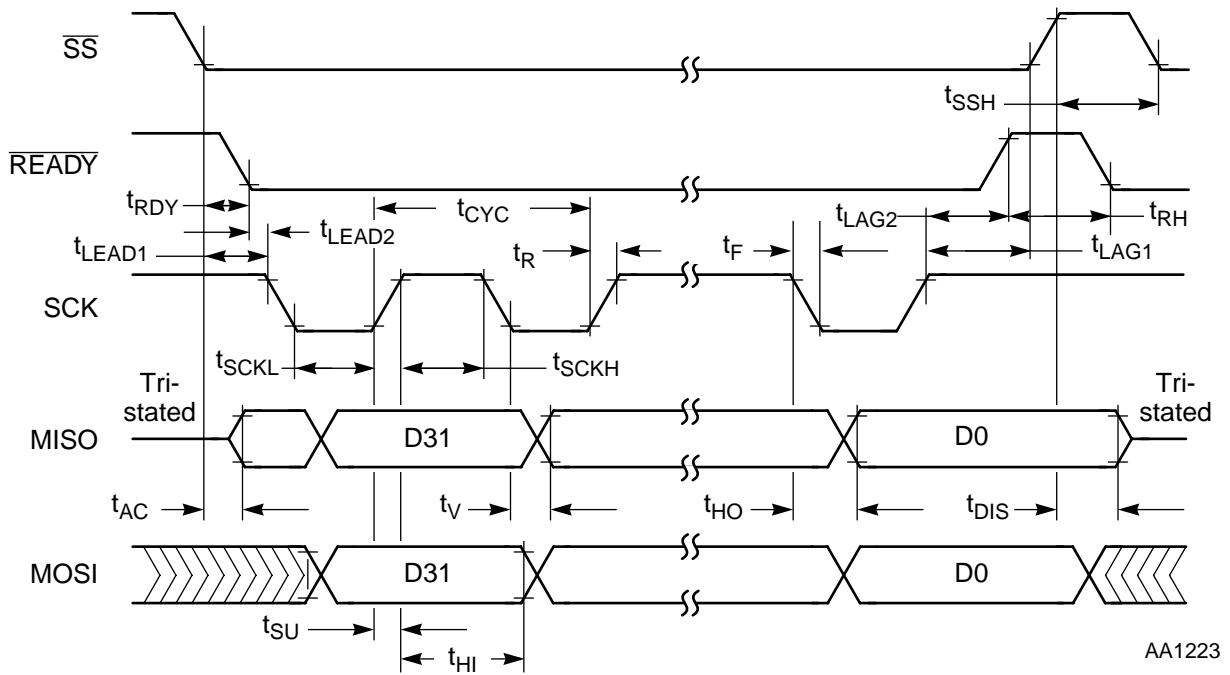 SS
tSSH
READY
tRDY
tCYC
tLAG2
tRH
tLEAD2
tLEAD1
tR
tF
tLAG1
SCK
tSCKL
tSCKH
Tri-
stated
Tri-
stated
MISO
D31
D0
tAC
tV
tHO
tDIS
MOSI
D31
D0
tSU
tHI
AA1223